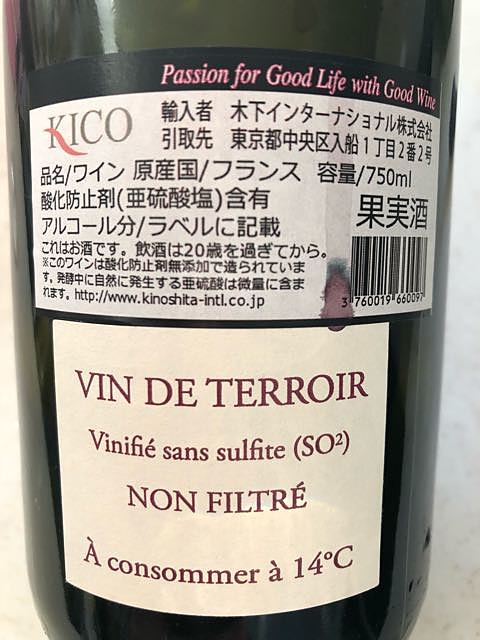 Passion for Good Life with Good Wine
KICO
輸入者 木下インターナショナル株式会社
引取先 東京都中央区入船1丁目2番2号
品名/ワイン 原産国/フランス 容量/750ml
酸化防止剤(亜硫酸塩)含有
アルコール分/ラベルに記載
果実酒
これはお酒です。飲酒は20歳を過ぎてから。
※このワインは酸化防止剤無添加で造られていま
す。発酵中に自然に発生する亜硫酸は微量に含ま
れます。http://www.kinoshita-intl.co.jp
3 760019 660097
VIN DE TERROIR
Vinifié sans sulfite (SO²)
NON FILTRÉ
À consommer à 14°C